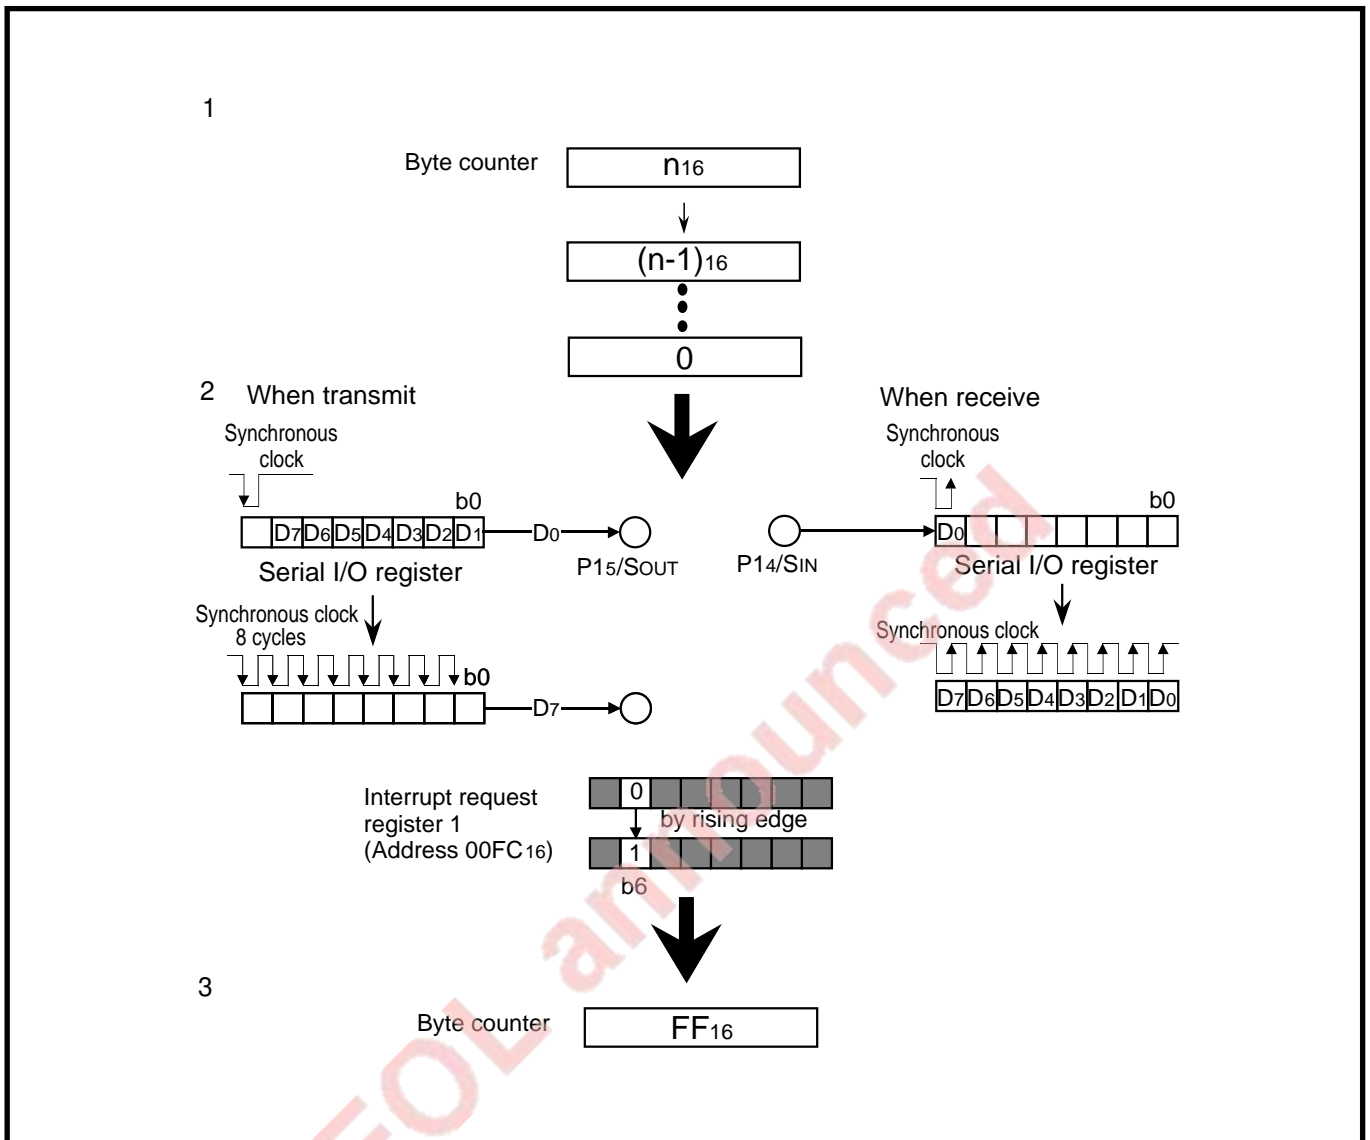 1
Byte counter
n16
(n-1)16
0
2 When transmit
When receive
Synchronous
clock
Synchronous
clock
b0
D7 D6 D5 D4 D3 D2 D1
D0
P15/SOUT
Serial I/O register
P14/SIN
b0
D0
Serial I/O register
Synchronous clock
8 cycles
b0
D7
Synchronous clock
D7 D6 D5 D4 D3 D2 D1 D0
Interrupt request
register 1
(Address 00FC16)
0
by rising edge
1
b6
3
Byte counter
FF16
EOL announced